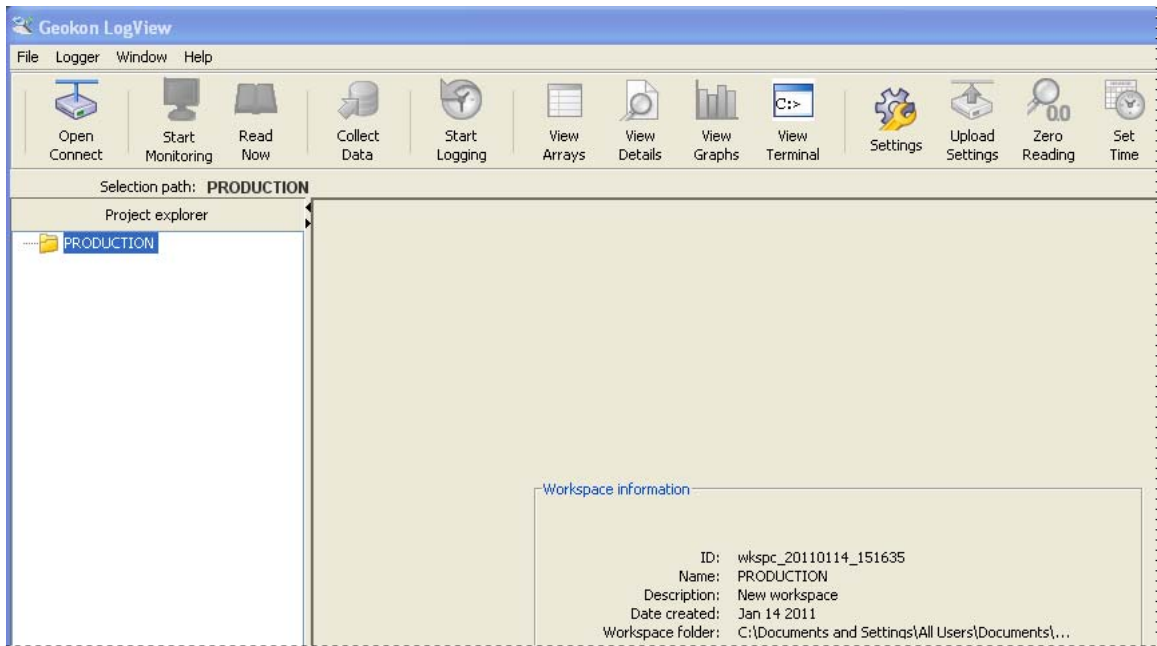 Geokon LogView
File Logger Window Help
Open Connect
Start Monitoring
Read Now
Collect Data
Start Logging
View Arrays
View Details
View Graphs
C:>
View Terminal
Settings
Upload Settings
0.0
Zero Reading
Set Time
Selection path: PRODUCTION
Project explorer
PRODUCTION
Workspace information
ID: wkspc_20110114_151635
Name: PRODUCTION
Description: New workspace
Date created: Jan 14 2011
Workspace folder: C:\Documents and Settings\All Users\Documents\...